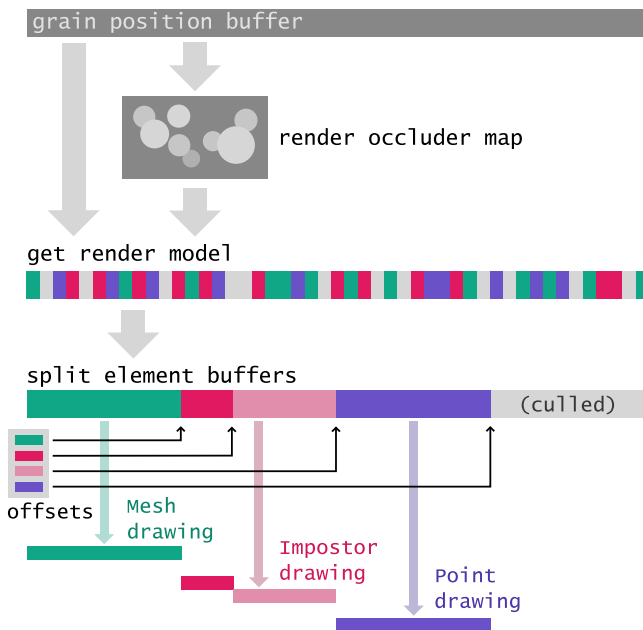 grain position buffer
render occluder map
get render model
split element buffers
(culled)
offsets
Mesh
drawing
Impostor
drawing
Point
drawing